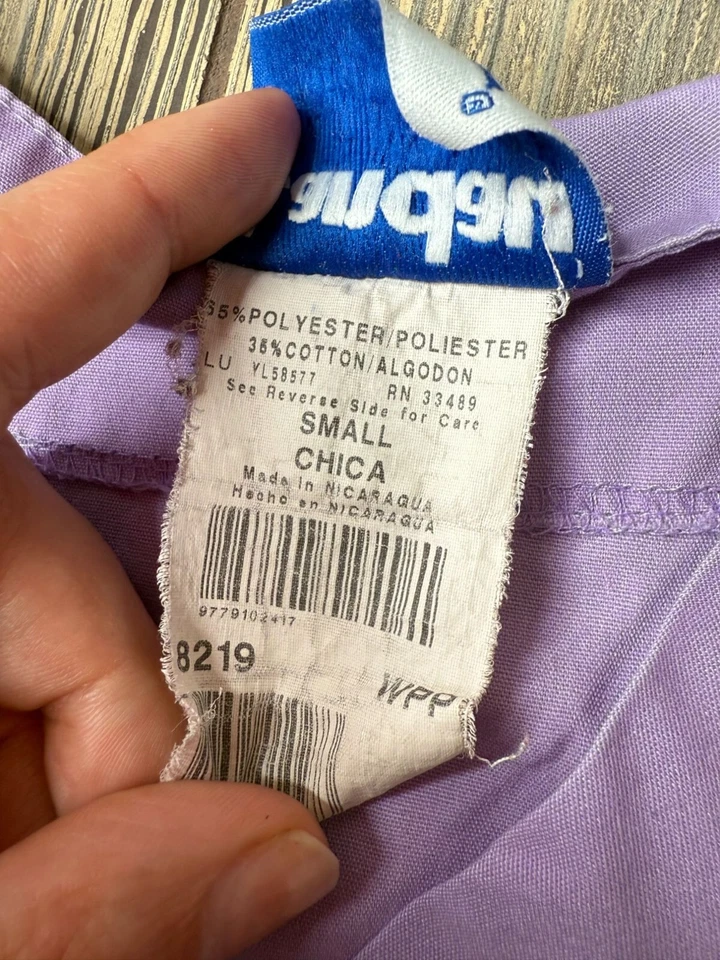 65%POLYESTER/POLIESTER
35%COTTON/ALGODON
LU YL58577 RN 33489
See Reverse Side for Care
SMALL
CHICA
Made in NICARAGUA
Hecho en NICARAGUA
9779102417
8219
WPP